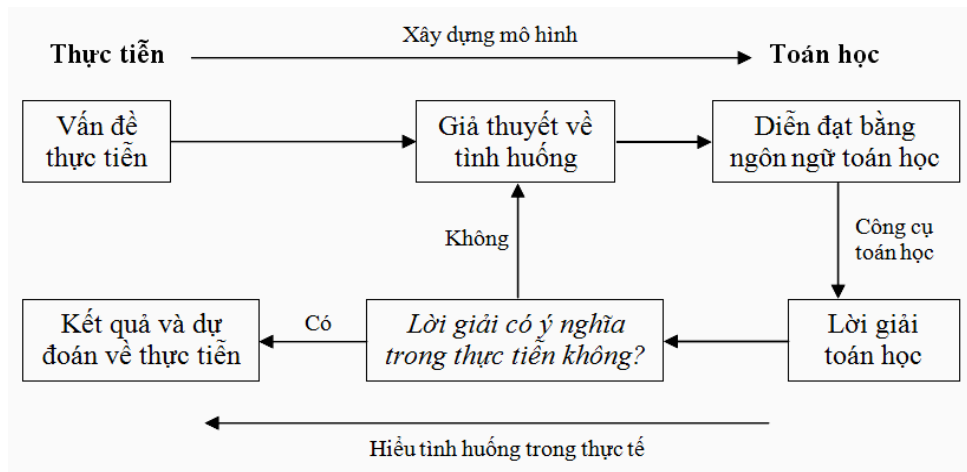 Xây dựng mô hình
Thực tiễn
Toán học
Vấn đề
thực tiễn
Giả thuyết về
tình huống
Diễn đạt bằng
ngôn ngữ toán học
Không
Công cụ
toán học
Kết quả và dự
đoán về thực tiễn
Có
Lời giải có ý nghĩa
trong thực tiễn không?
Lời giải
toán học
Hiểu tình huống trong thực tế